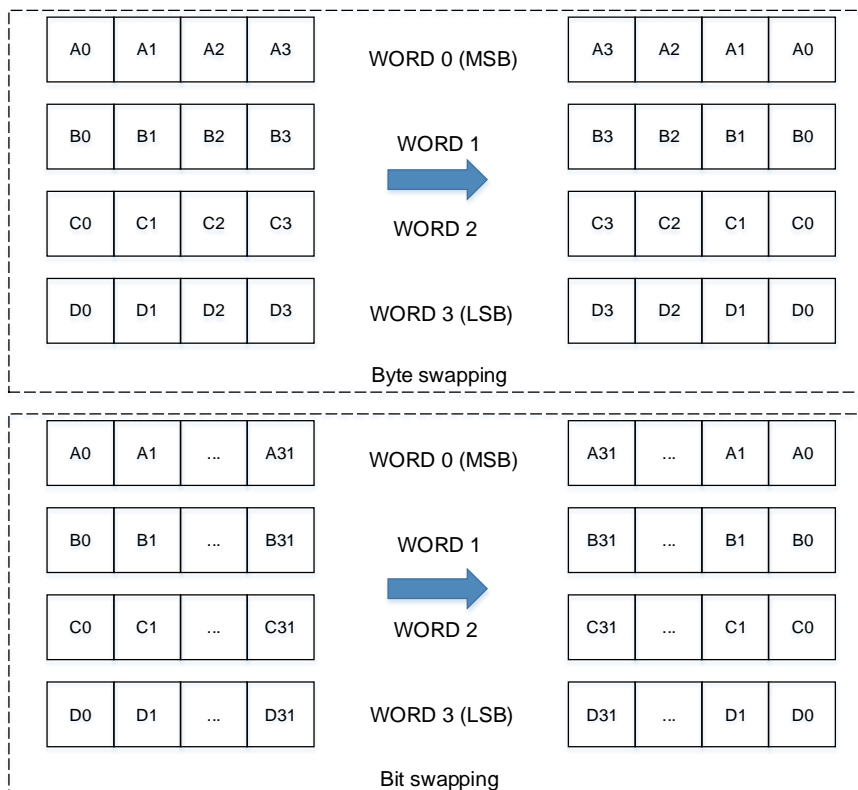 A0 A1 A2 A3 WORD 0 (MSB) A3 A2 A1 A0
B0 B1 B2 B3 WORD 1 B3 B2 B1 B0
C0 C1 C2 C3 WORD 2 C3 C2 C1 C0
D0 D1 D2 D3 WORD 3 (LSB) D3 D2 D1 D0
Byte swapping
A0 A1 ... A31 WORD 0 (MSB) A31 ... A1 A0
B0 B1 ... B31 WORD 1 B31 ... B1 B0
C0 C1 ... C31 WORD 2 C31 ... C1 C0
D0 D1 ... D31 WORD 3 (LSB) D31 ... D1 D0
Bit swapping